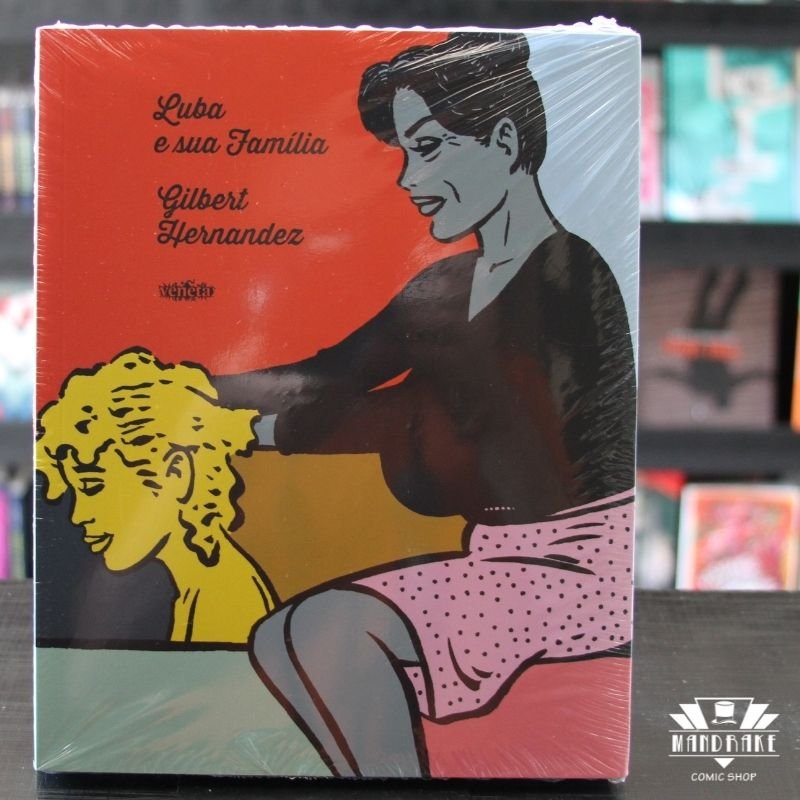 Luba
e sua Família
Gilbert
Hernandez
veneta
MANDRAKE
COMIC SHOP